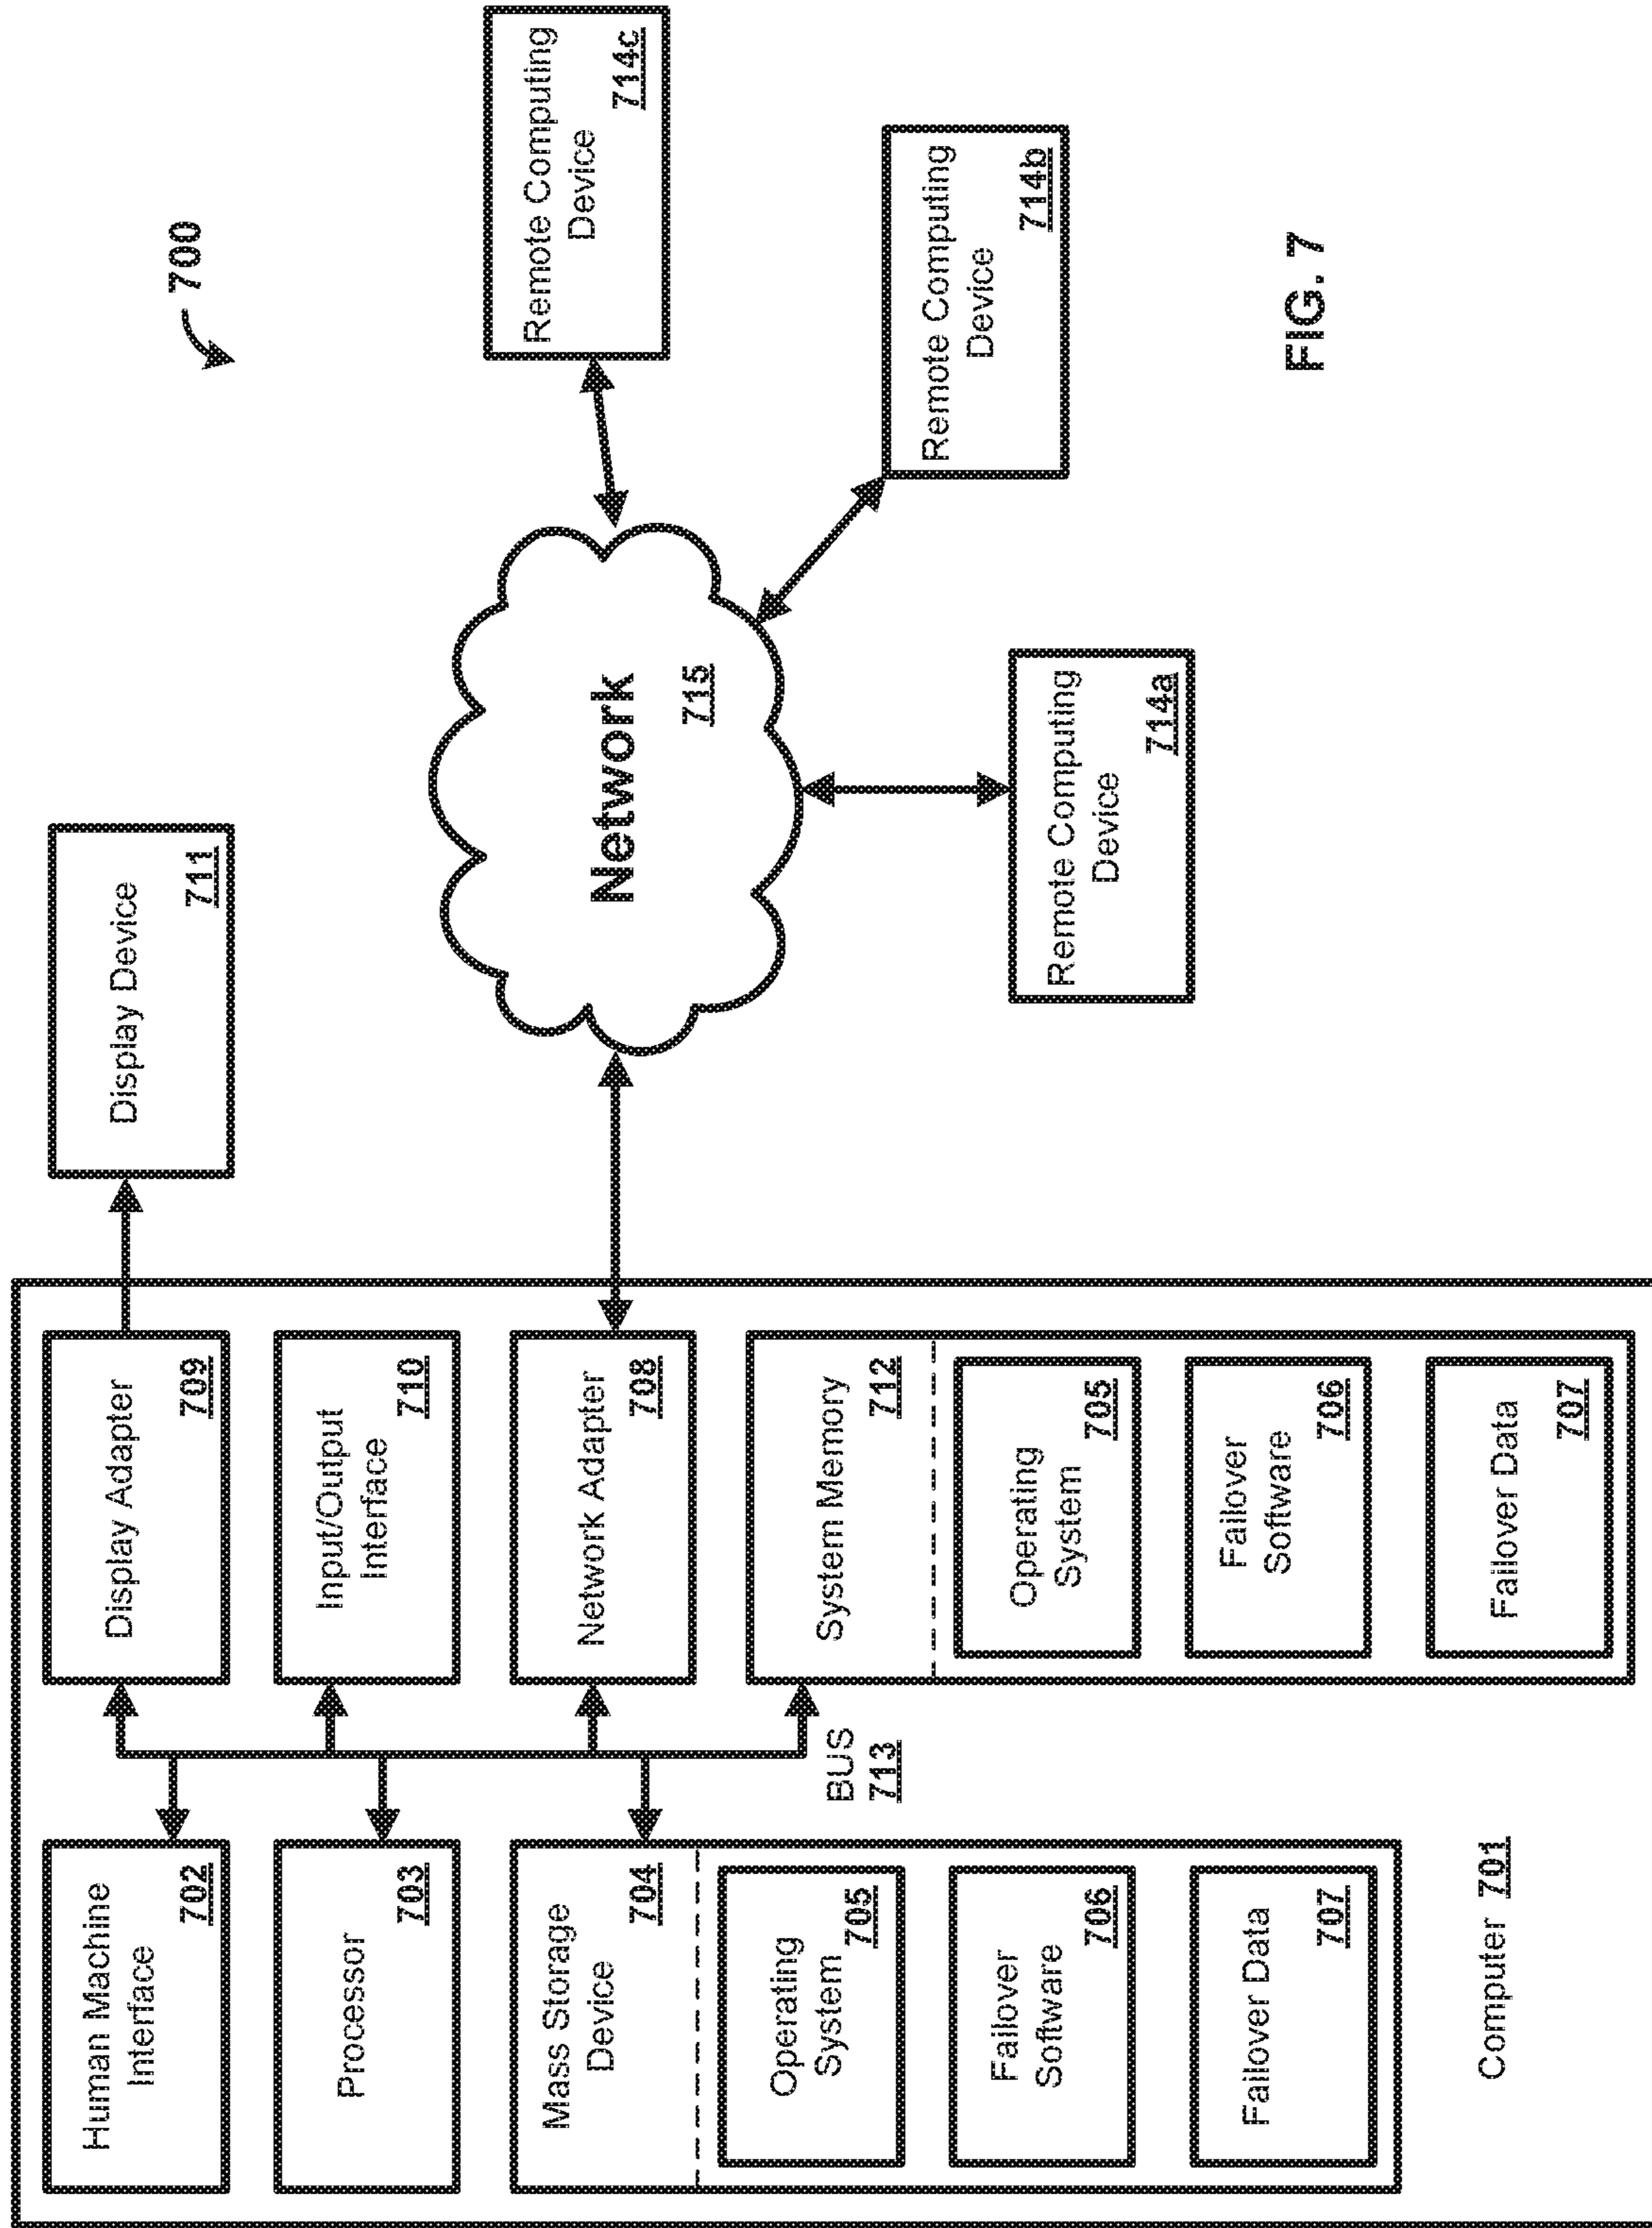 700
Human Machine
Interface
702
Processor
703
Mass Storage
Device
704
Operating
System
705
Failover
Software
706
Failover Data
707
Computer 701
BUS
713
Display Adapter
709
Input/Output
Interface
710
Network Adapter
708
System Memory
712
Operating
System
705
Failover
Software
706
Failover Data
707
Display Device
711
Network
715
Remote Computing
Device
714a
Remote Computing
Device
714b
Remote Computing
Device
714c
FIG. 7